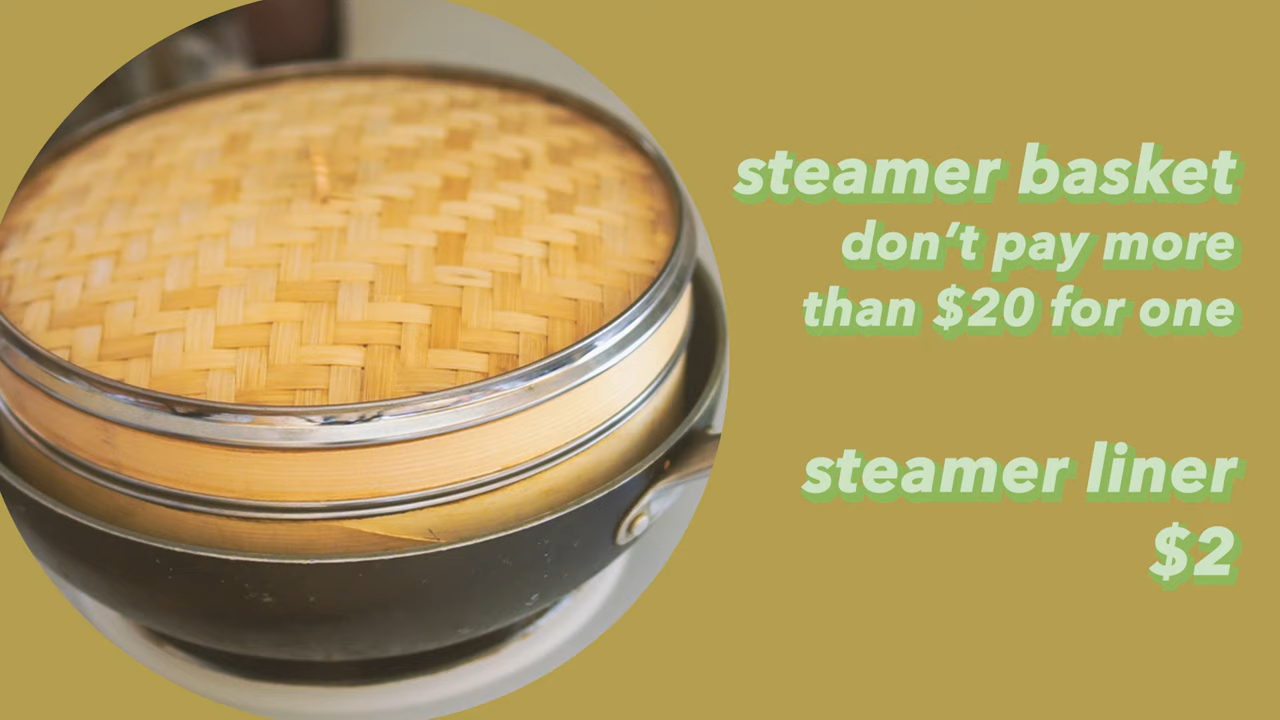 steamer basket
don’t pay more
than $20 for one
steamer liner
$2